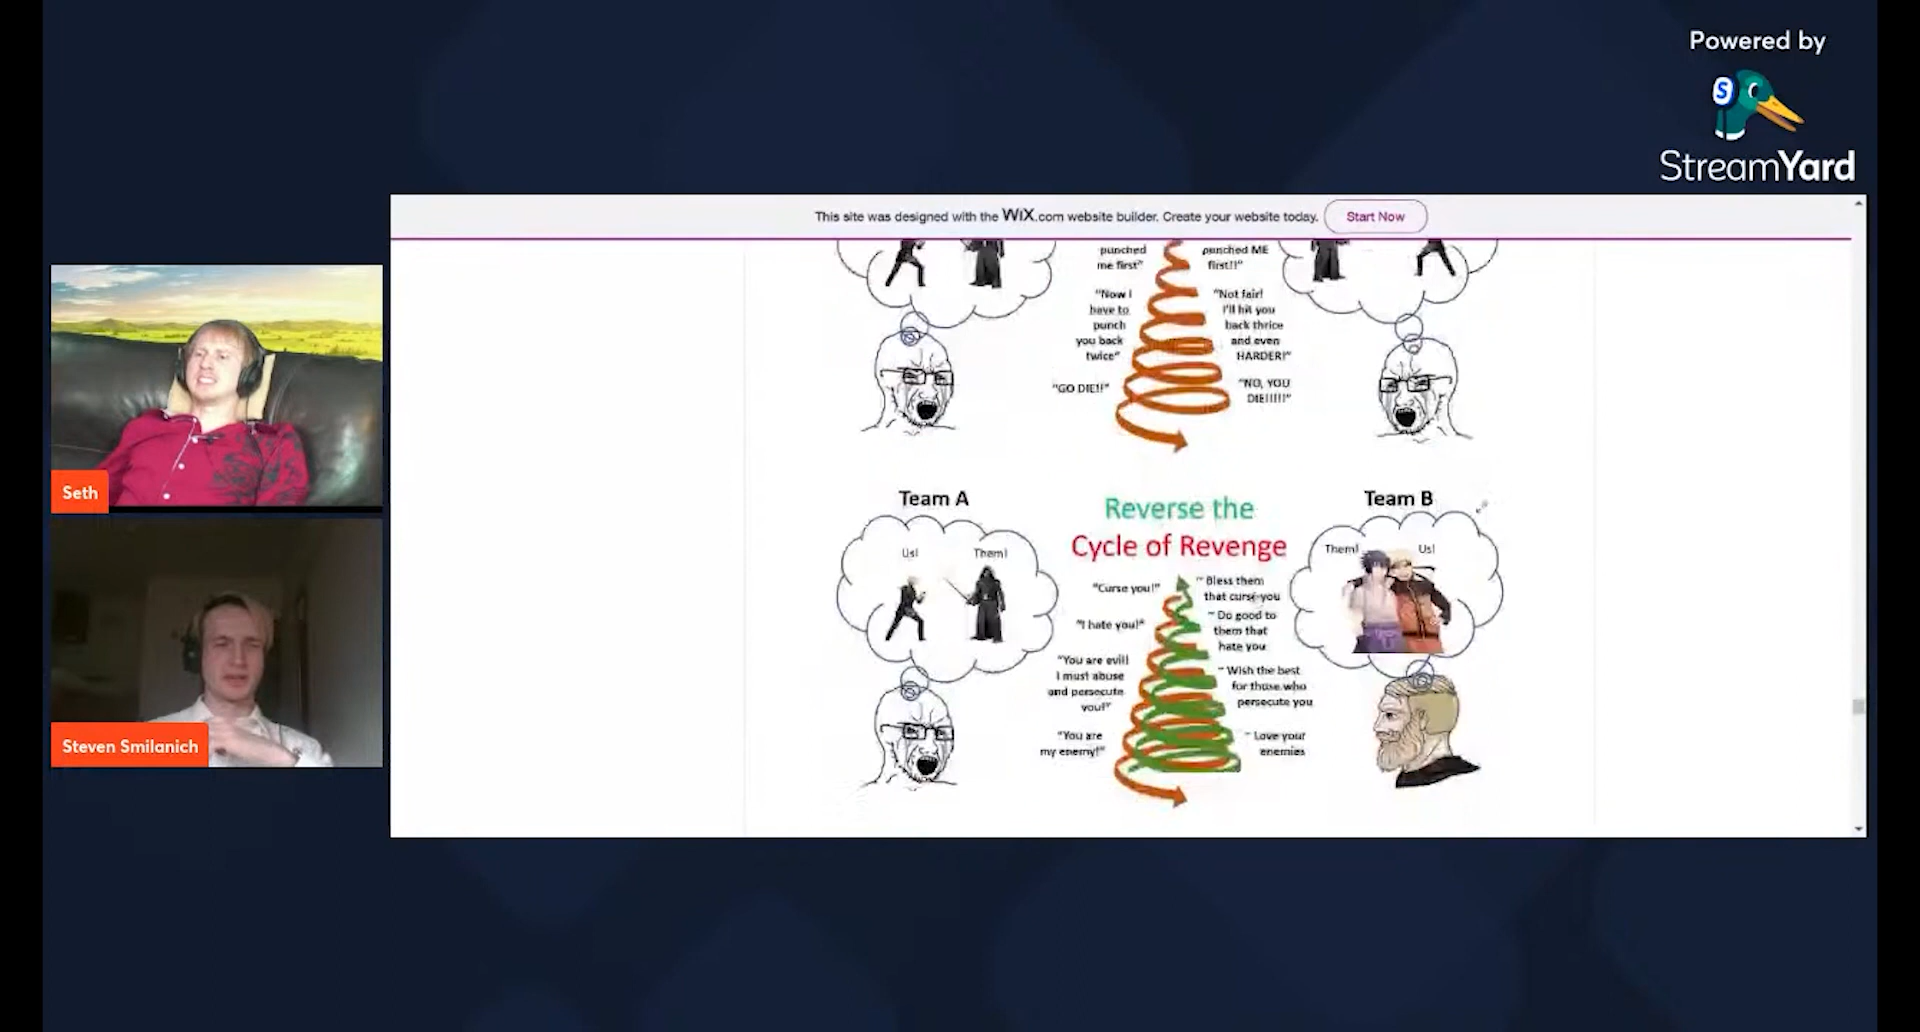 Powered by
S
StreamYard
This site was designed with the WiX.com website builder. Create your website today.
Start Now
punched
me first"
punched ME
first!!"
"Now I
have to
punch
you back
twice"
"Not fair!
I'll hit you
back thrice
and even
HARDER!"
"GO DIE!!"
"NO, YOU
DIE!!!!!"
Seth
Team A
Us!
Them!
Reverse the
Cycle of Revenge
Team B
Them!
Us!
"Curse you!"
~ Bless them
that curse you
"I hate you!"
~ Do good to
them that
hate you
"You are evil!
I must abuse
and persecute
you!"
~ Wish the best
for those who
persecute you
"You are
my enemy!"
~ Love your
enemies
Steven Smilanich